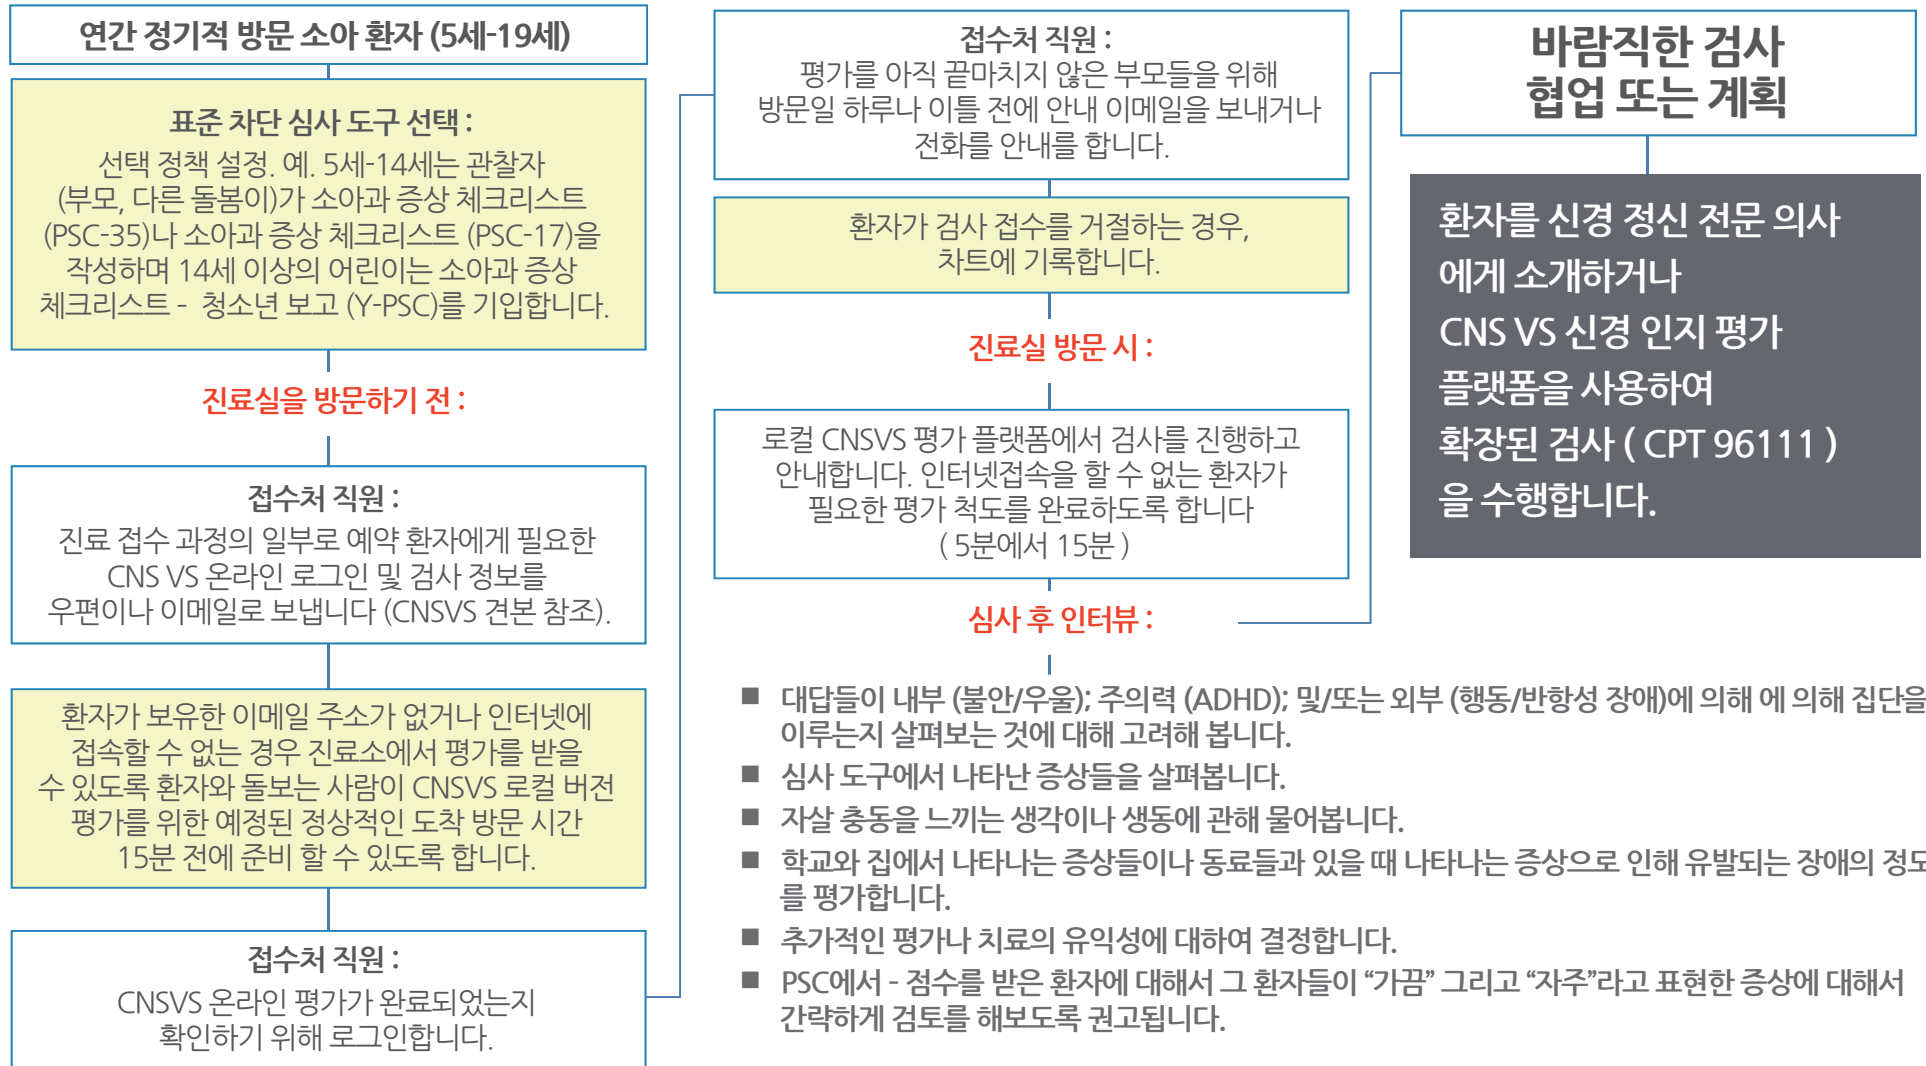 연간 정기적 방문 소아 환자 (5세-19세)
표준 차단 심사 도구 선택 :
선택 정책 설정. 예. 5세-14세는 관찰자
(부모, 다른 돌봄이)가 소아과 증상 체크리스트
(PSC-35)나 소아과 증상 체크리스트 (PSC-17)을
작성하며 14세 이상의 어린이는 소아과 증상
체크리스트 - 청소년 보고 (Y-PSC)를 기입합니다.
진료실을 방문하기 전 :
접수처 직원 :
진료 접수 과정의 일부로 예약 환자에게 필요한
CNS VS 온라인 로그인 및 검사 정보를
우편이나 이메일로 보냅니다 (CNSVS 견본 참조).
환자가 보유한 이메일 주소가 없거나 인터넷에
접속할 수 없는 경우 진료소에서 평가를 받을
수 있도록 환자와 돌보는 사람이 CNSVS 로컬 버전
평가를 위한 예정된 정상적인 도착 방문 시간
15분 전에 준비 할 수 있도록 합니다.
접수처 직원 :
CNSVS 온라인 평가가 완료되었는지
확인하기 위해 로그인합니다.
접수처 직원 :
평가를 아직 끝마치지 않은 부모들을 위해
방문일 하루나 이틀 전에 안내 이메일을 보내거나
전화를 안내를 합니다.
환자가 검사 접수를 거절하는 경우,
차트에 기록합니다.
진료실 방문 시 :
로컬 CNSVS 평가 플랫폼에서 검사를 진행하고
안내합니다. 인터넷접속을 할 수 없는 환자가
필요한 평가 척도를 완료하도록 합니다
( 5분에서 15분 )
심사 후 인터뷰 :
■ 대답들이 내부 (불안/우울); 주의력 (ADHD); 및/또는 외부 (행동/반항성 장애)에 의해 에 의해 집단을
이루는지 살펴보는 것에 대해 고려해 봅니다.
■ 심사 도구에서 나타난 증상들을 살펴봅니다.
■ 자살 충동을 느끼는 생각이나 생동에 관해 물어봅니다.
■ 학교와 집에서 나타나는 증상들이나 동료들과 있을 때 나타나는 증상으로 인해 유발되는 장애의 정도
를 평가합니다.
■ 추가적인 평가나 치료의 유익성에 대하여 결정합니다.
■ PSC에서 - 점수를 받은 환자에 대해서 그 환자들이 “가끔” 그리고 “자주”라고 표현한 증상에 대해서
간략하게 검토를 해보도록 권고됩니다.
바람직한 검사
협업 또는 계획
환자를 신경 정신 전문 의사
에게 소개하거나
CNS VS 신경 인지 평가
플랫폼을 사용하여
확장된 검사 ( CPT 96111 )
을 수행합니다.